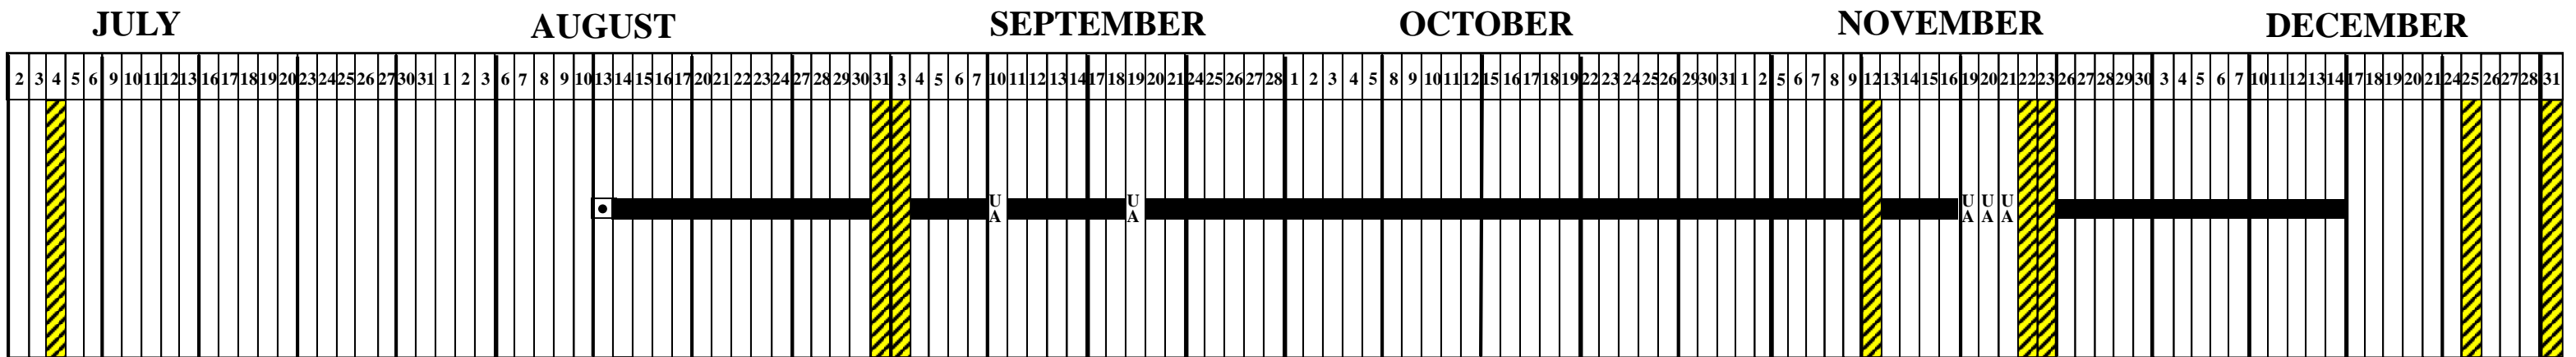 JULY AUGUST SEPTEMBER OCTOBER NOVEMBER DECEMBER
2 3 4 5 6 9 10 11 12 13 16 17 18 19 20 23 24 25 26 27 30 31 1 2 3 6 7 8 9 10 13 14 15 16 17 20 21 22 23 24 27 28 29 30 31 3 4 5 6 7 10 11 12 13 14 17 18 19 20 21 24 25 26 27 28 1 2 3 4 5 8 9 10 11 12 15 16 17 18 19 22 23 24 25 26 29 30 31 1 2 5 6 7 8 9 12 13 14 15 16 19 20 21 22 23 26 27 28 29 30 3 4 5 6 7 10 11 12 13 14 17 18 19 20 21 24 25 26 27 28 31
U U U U U
A A A A A